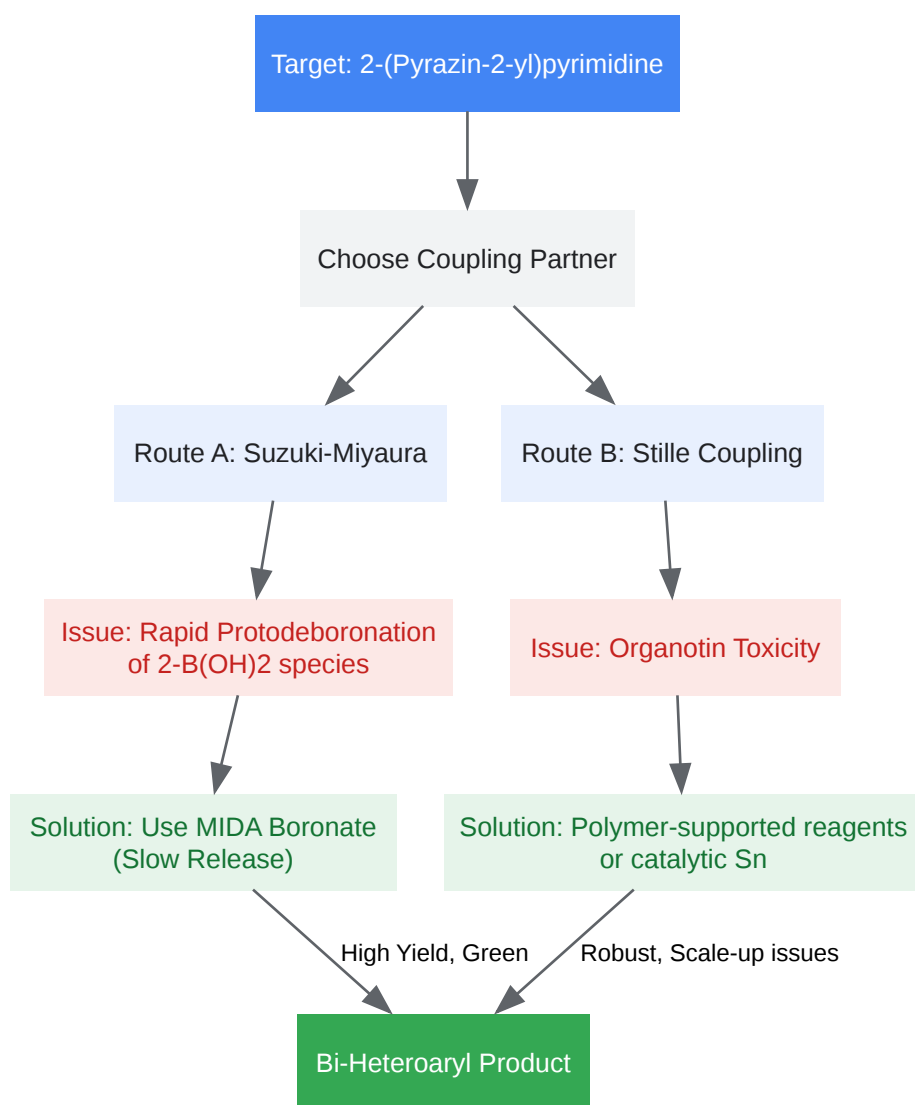 Target: 2-(Pyrazin-2-yl)pyrimidine
Choose Coupling Partner
Route A: Suzuki-Miyaura
Route B: Stille Coupling
Issue: Rapid Protodeboronation
of 2-B(OH)2 species
Issue: Organotin Toxicity
Solution: Use MIDA Boronate
(Slow Release)
Solution: Polymer-supported reagents
or catalytic Sn
High Yield, Green
Robust, Scale-up issues
Bi-Heteroaryl Product